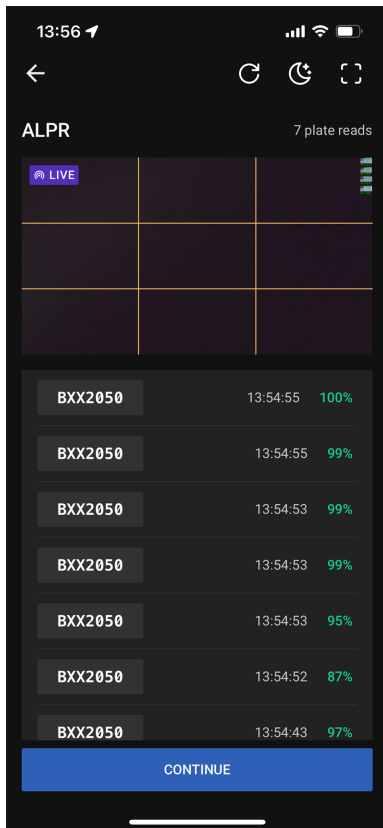 13:56
ALPR 7 plate reads
LIVE
BXX2050 13:54:55 100%
BXX2050 13:54:55 99%
BXX2050 13:54:53 99%
BXX2050 13:54:53 99%
BXX2050 13:54:53 95%
BXX2050 13:54:52 87%
BXX2050 13:54:43 97%
CONTINUE